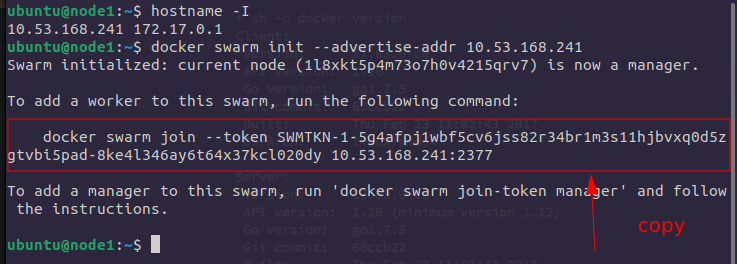 ubuntu@node1:~$ hostname -I
10.53.168.241 172.17.0.1
ubuntu@node1:~$ docker swarm init --advertise-addr 10.53.168.241
Swarm initialized: current node (1l8xkt5p4m73o7h0v4215qrv7) is now a manager.
To add a worker to this swarm, run the following command:
docker swarm join --token SWMTKN-1-5g4afpj1wbf5cv6jss82r34br1m3s11hjbvxq0d5z
gtvbi5pad-8ke4l346ay6t64x37kcl020dy 10.53.168.241:2377
To add a manager to this swarm, run 'docker swarm join-token manager' and follow
the instructions.
ubuntu@node1:~$
copy